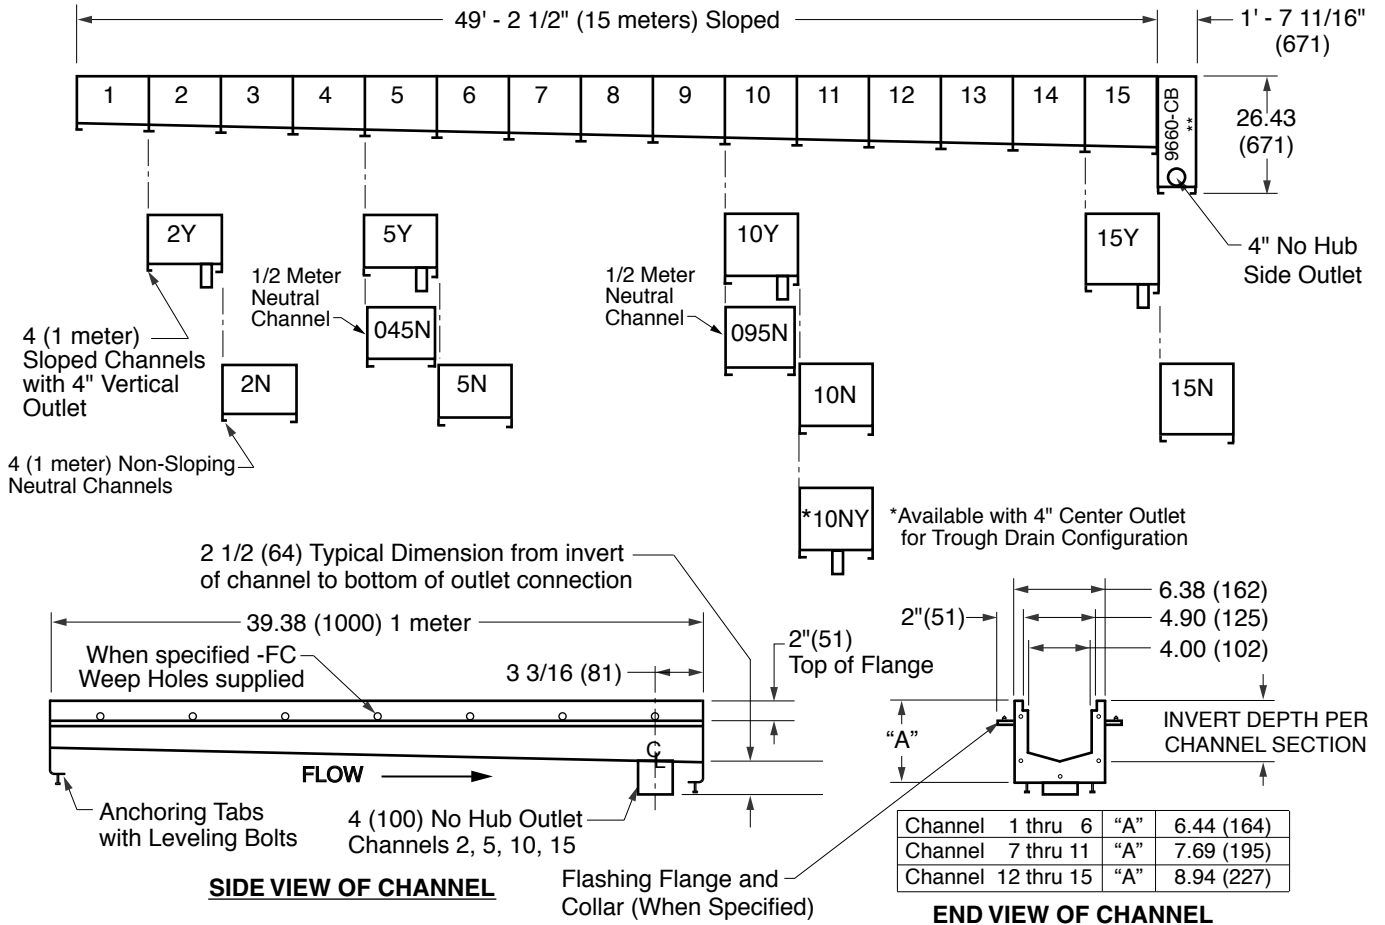 49' - 2 1/2" (15 meters) Sloped
1' - 7 11/16"
(671)
1 2 3 4 5 6 7 8 9 10 11 12 13 14 15
9660-CB
**
26.43
(671)
4" No Hub
Side Outlet
2Y
5Y
10Y
15Y
1/2 Meter
Neutral
Channel
045N
1/2 Meter
Neutral
Channel
095N
4 (1 meter)
Sloped Channels
with 4" Vertical
Outlet
2N
5N
10N
15N
4 (1 meter) Non-Sloping
Neutral Channels
*10NY
*Available with 4" Center Outlet
for Trough Drain Configuration
2 1/2 (64) Typical Dimension from invert
of channel to bottom of outlet connection
39.38 (1000) 1 meter
When specified -FC
Weep Holes supplied
3 3/16 (81)
2"(51)
Top of Flange
CL
FLOW
Anchoring Tabs
with Leveling Bolts
4 (100) No Hub Outlet
Channels 2, 5, 10, 15
SIDE VIEW OF CHANNEL
6.38 (162)
2"(51)
4.90 (125)
4.00 (102)
“A”
INVERT DEPTH PER
CHANNEL SECTION
Flashing Flange and
Collar (When Specified)
Channel 1 thru 6 “A” 6.44 (164)
Channel 7 thru 11 “A” 7.69 (195)
Channel 12 thru 15 “A” 8.94 (227)
END VIEW OF CHANNEL